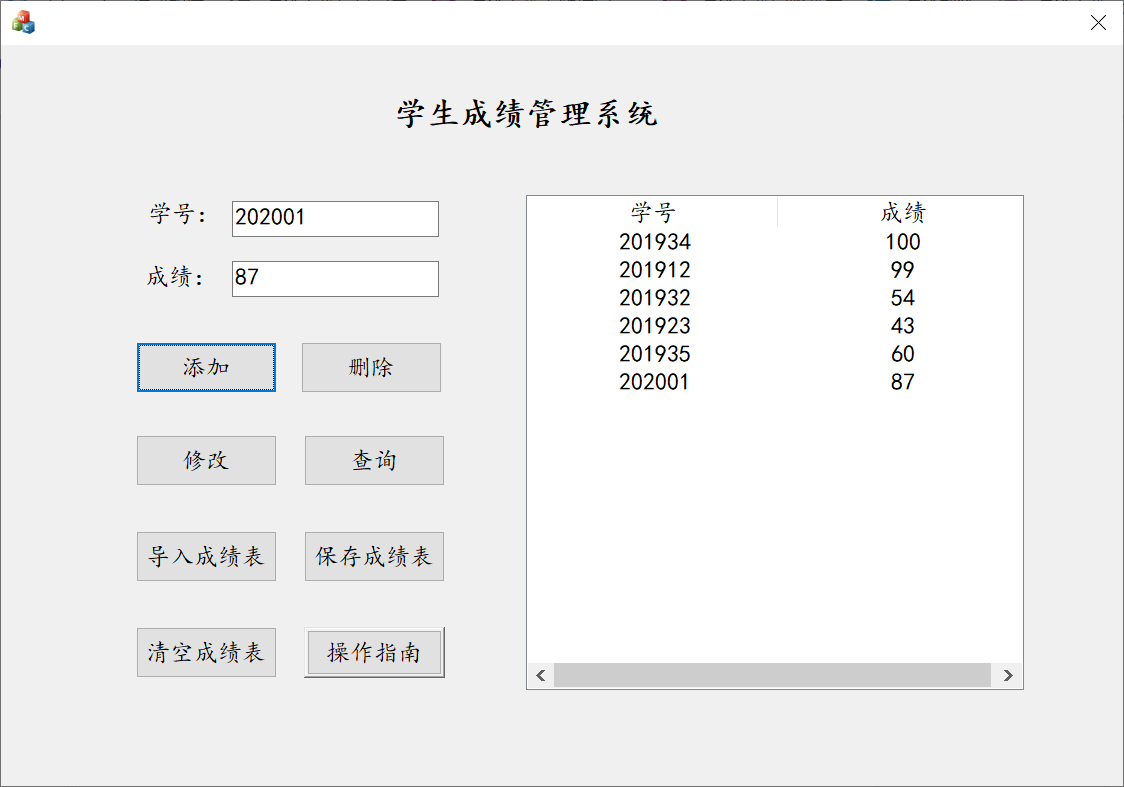 学生成绩管理系统
学号：
202001
成绩：
87
添加
删除
修改
查询
导入成绩表
保存成绩表
清空成绩表
操作指南
学号 成绩
201934 100
201912 99
201932 54
201923 43
201935 60
202001 87